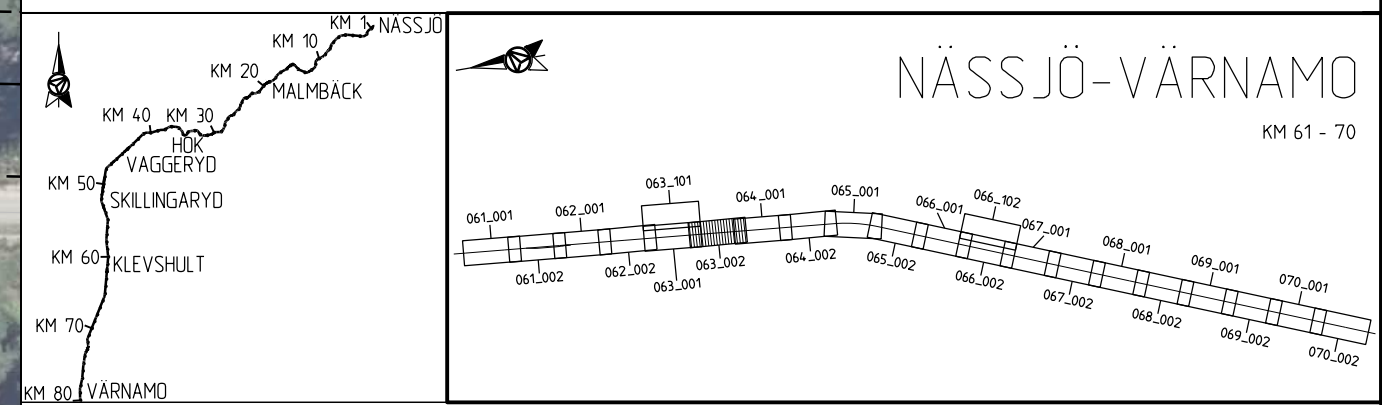 KM 1
NÄSSJÖ
KM 10
KM 20
MALMBÄCK
KM 40
KM 30
HOK
VAGGERYD
KM 50
SKILLINGARYD
KM 60
KLEVSHULT
KM 70
KM 80
VÄRNAMO
NÄSSJÖ-VÄRNAMO
KM 61 - 70
063_101
061_001
062_001
064_001
065_001
066_001
066_102
067_001
068_001
069_001
070_001
061_002
062_002
063_001
063_002
064_002
065_002
066_002
067_002
068_002
069_002
070_002